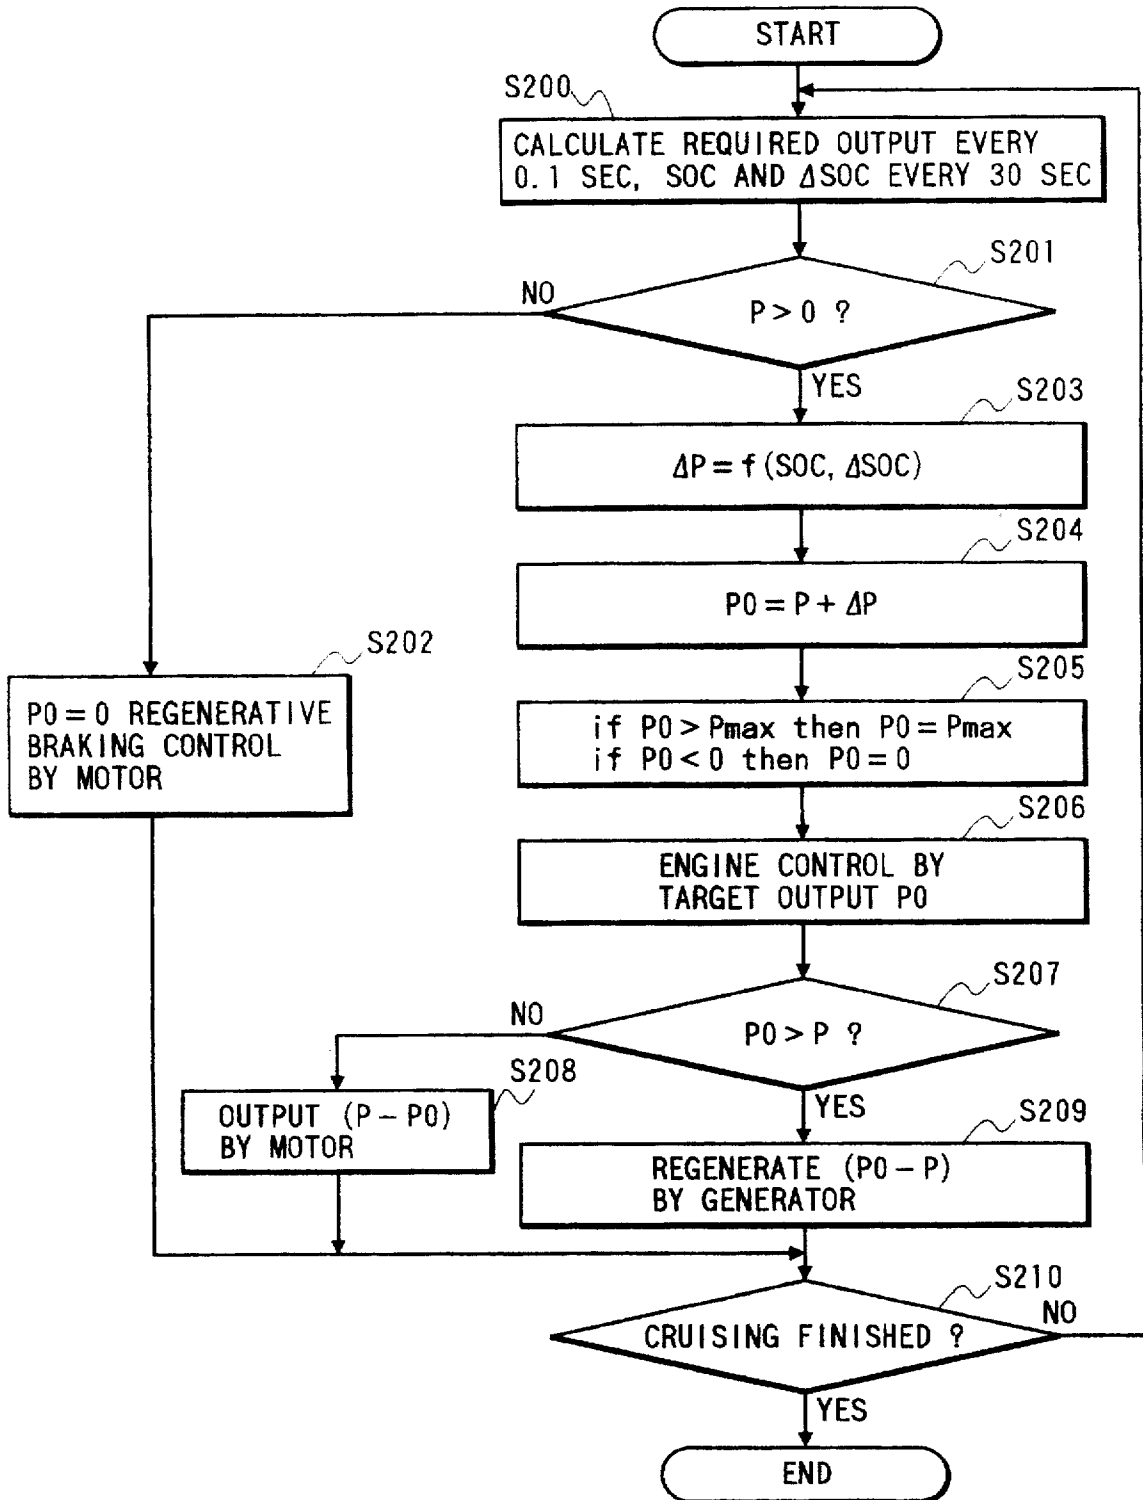 START
S200
CALCULATE REQUIRED OUTPUT EVERY
0.1 SEC, SOC AND ΔSOC EVERY 30 SEC
S201
NO
P > 0 ?
YES
S203
ΔP = f (SOC, ΔSOC)
S204
P0 = P + ΔP
S202
P0 = 0 REGENERATIVE
BRAKING CONTROL
BY MOTOR
S205
if P0 > Pmax then P0 = Pmax
if P0 < 0 then P0 = 0
S206
ENGINE CONTROL BY
TARGET OUTPUT P0
S207
NO
P0 > P ?
YES
S208
OUTPUT (P - P0)
BY MOTOR
S209
REGENERATE (P0 - P)
BY GENERATOR
S210
CRUISING FINISHED ?
NO
YES
END